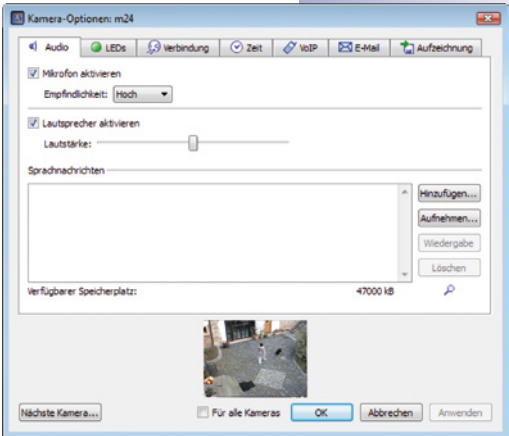 Kamera-Optionen: m24
Audio LEDs Verbindung Zeit VoIP E-Mail Aufzeichnung
Mikrofon aktivieren
Empfindlichkeit: Hoch
Lautsprecher aktivieren
Lautstärke:
Sprachnachrichten
Hinzufügen...
Aufnehmen...
Wiedergabe
Löschen
Verfügbarer Speicherplatz: 47000 kB
Nächste Kamera... Für alle Kameras OK Abbrechen Anwenden